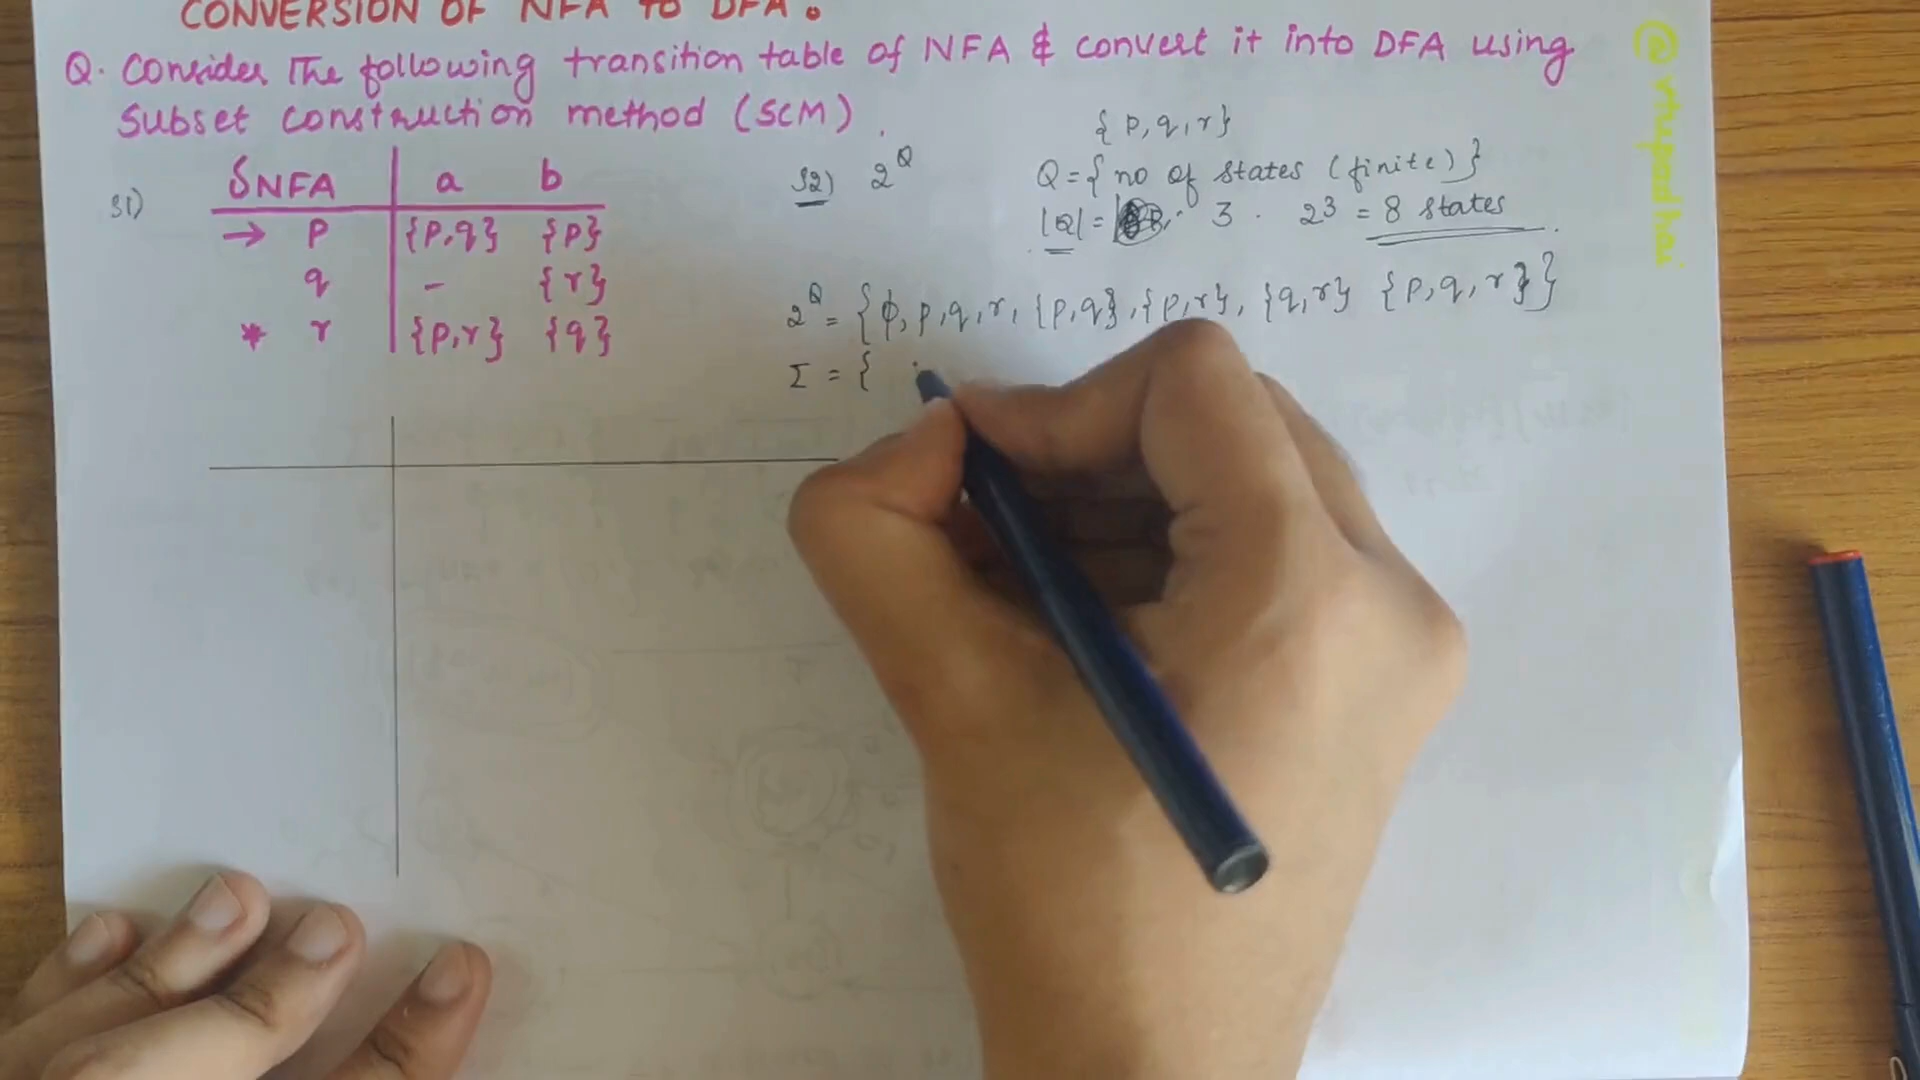 CONVERSION OF NFA TO DFA.
Q. Consider The following transition table of NFA & convert it into DFA using
Subset construction method (SCM).
S1)
δNFA a b
→ P {P,q} {P}
q - {r}
* r {P,r} {q}
S2) 2^Q
{P,q,r}
Q={no of states (finite)}
|Q|= 3. 2^3 = 8 states
2^Q = {ϕ, p, q, r, {p,q}, {p,r}, {q,r} {p,q,r}}
Σ = {
@vtupadhai